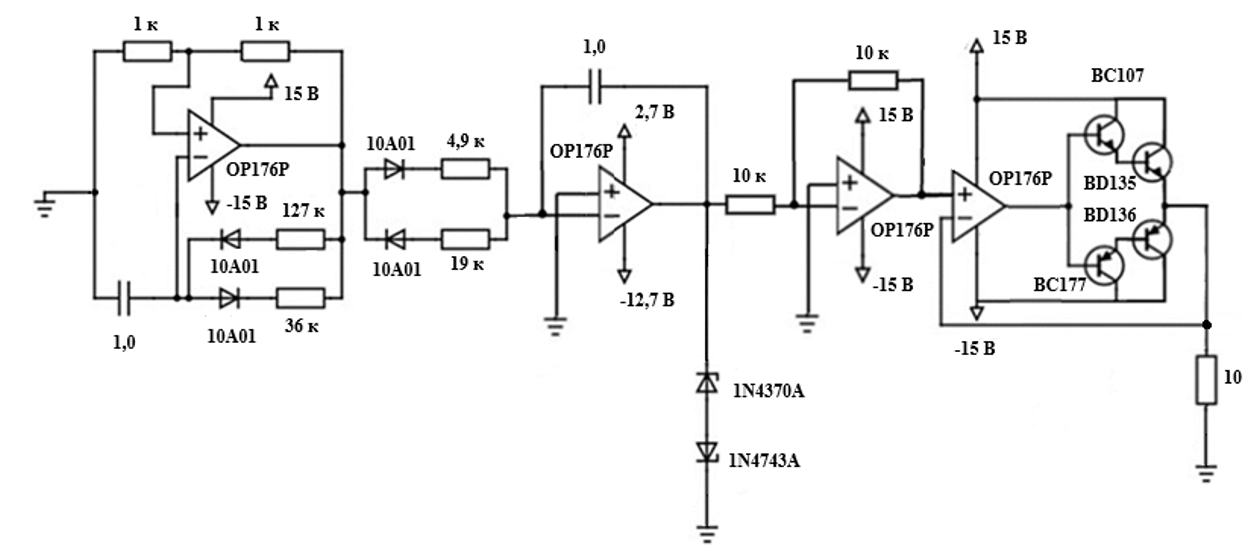 1 к
1 к
15 В
OP176P
-15 В
127 к
10A01
36 к
10A01
1,0
10A01
4,9 к
10A01
19 к
1,0
2,7 В
OP176P
-12,7 В
1N4370A
1N4743A
10 к
10 к
15 В
OP176P
-15 В
15 В
OP176P
-15 В
BC107
BD135
BD136
BC177
10